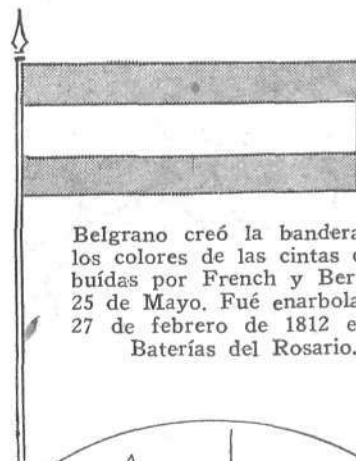 Belgrano creó la bandera
los colores de las cintas
buídas por French y Ber
25 de Mayo. Fué enarbola
27 de febrero de 1812 e
Baterías del Rosario.